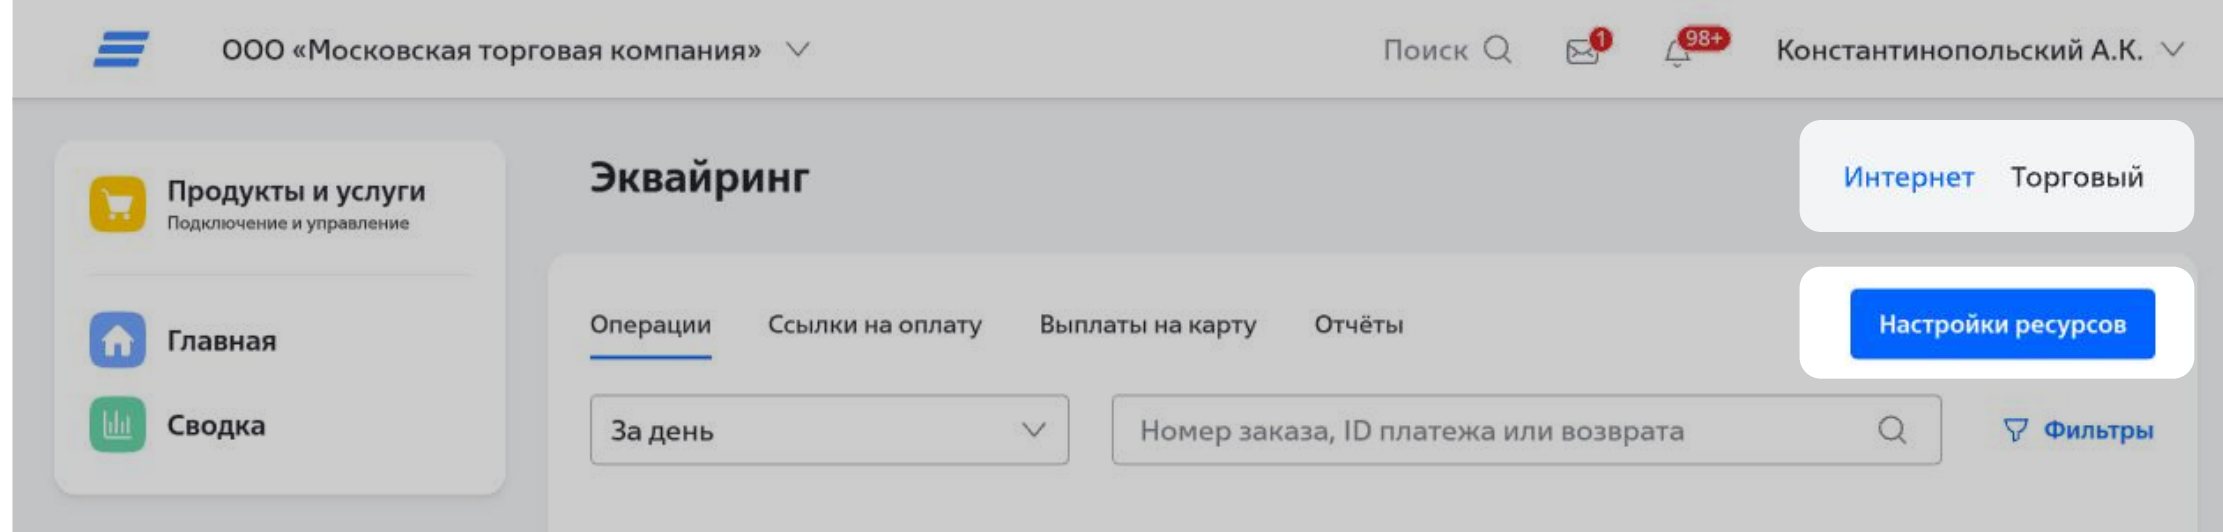 ООО «Московская торговая компания»
Поиск
1
98+
Константинопольский А.К.
Продукты и услуги
Подключение и управление
Главная
Сводка
Эквайринг
Интернет Торговый
Операции Ссылки на оплату Выплаты на карту Отчёты
Настройки ресурсов
За день
Номер заказа, ID платежа или возврата
Фильтры